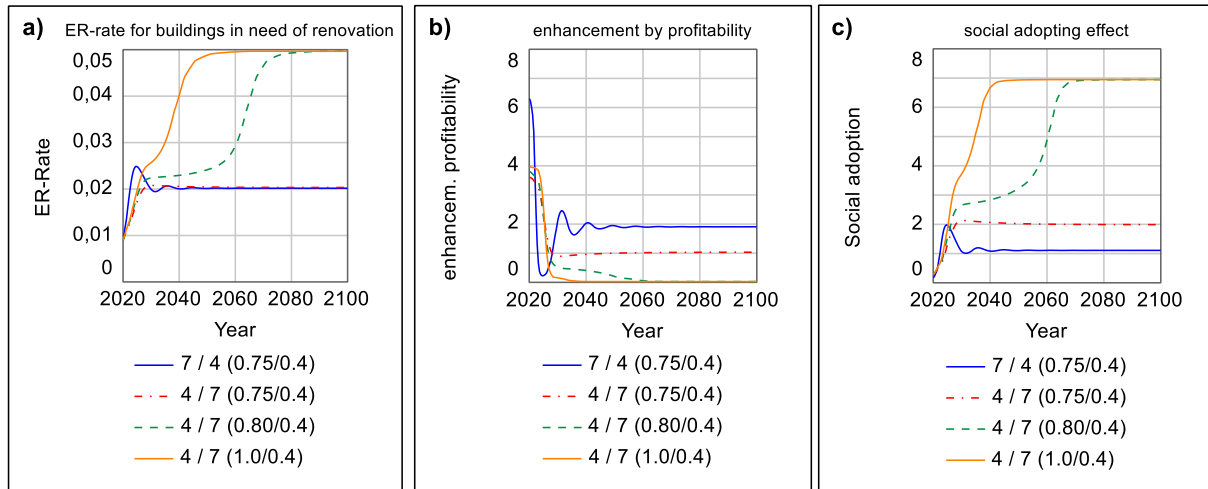 a) ER-rate for buildings in need of renovation
0,05
0,04
0,03
0,02
0,01
0
ER-Rate
2020 2040 2060 2080 2100
Year
7 / 4 (0.75/0.4)
4 / 7 (0.75/0.4)
4 / 7 (0.80/0.4)
4 / 7 (1.0/0.4)
b) enhancement by profitability
8
6
4
2
0
enhancem. profitability
2020 2040 2060 2080 2100
Year
7 / 4 (0.75/0.4)
4 / 7 (0.75/0.4)
4 / 7 (0.80/0.4)
4 / 7 (1.0/0.4)
c) social adopting effect
8
6
4
2
0
Social adoption
2020 2040 2060 2080 2100
Year
7 / 4 (0.75/0.4)
4 / 7 (0.75/0.4)
4 / 7 (0.80/0.4)
4 / 7 (1.0/0.4)